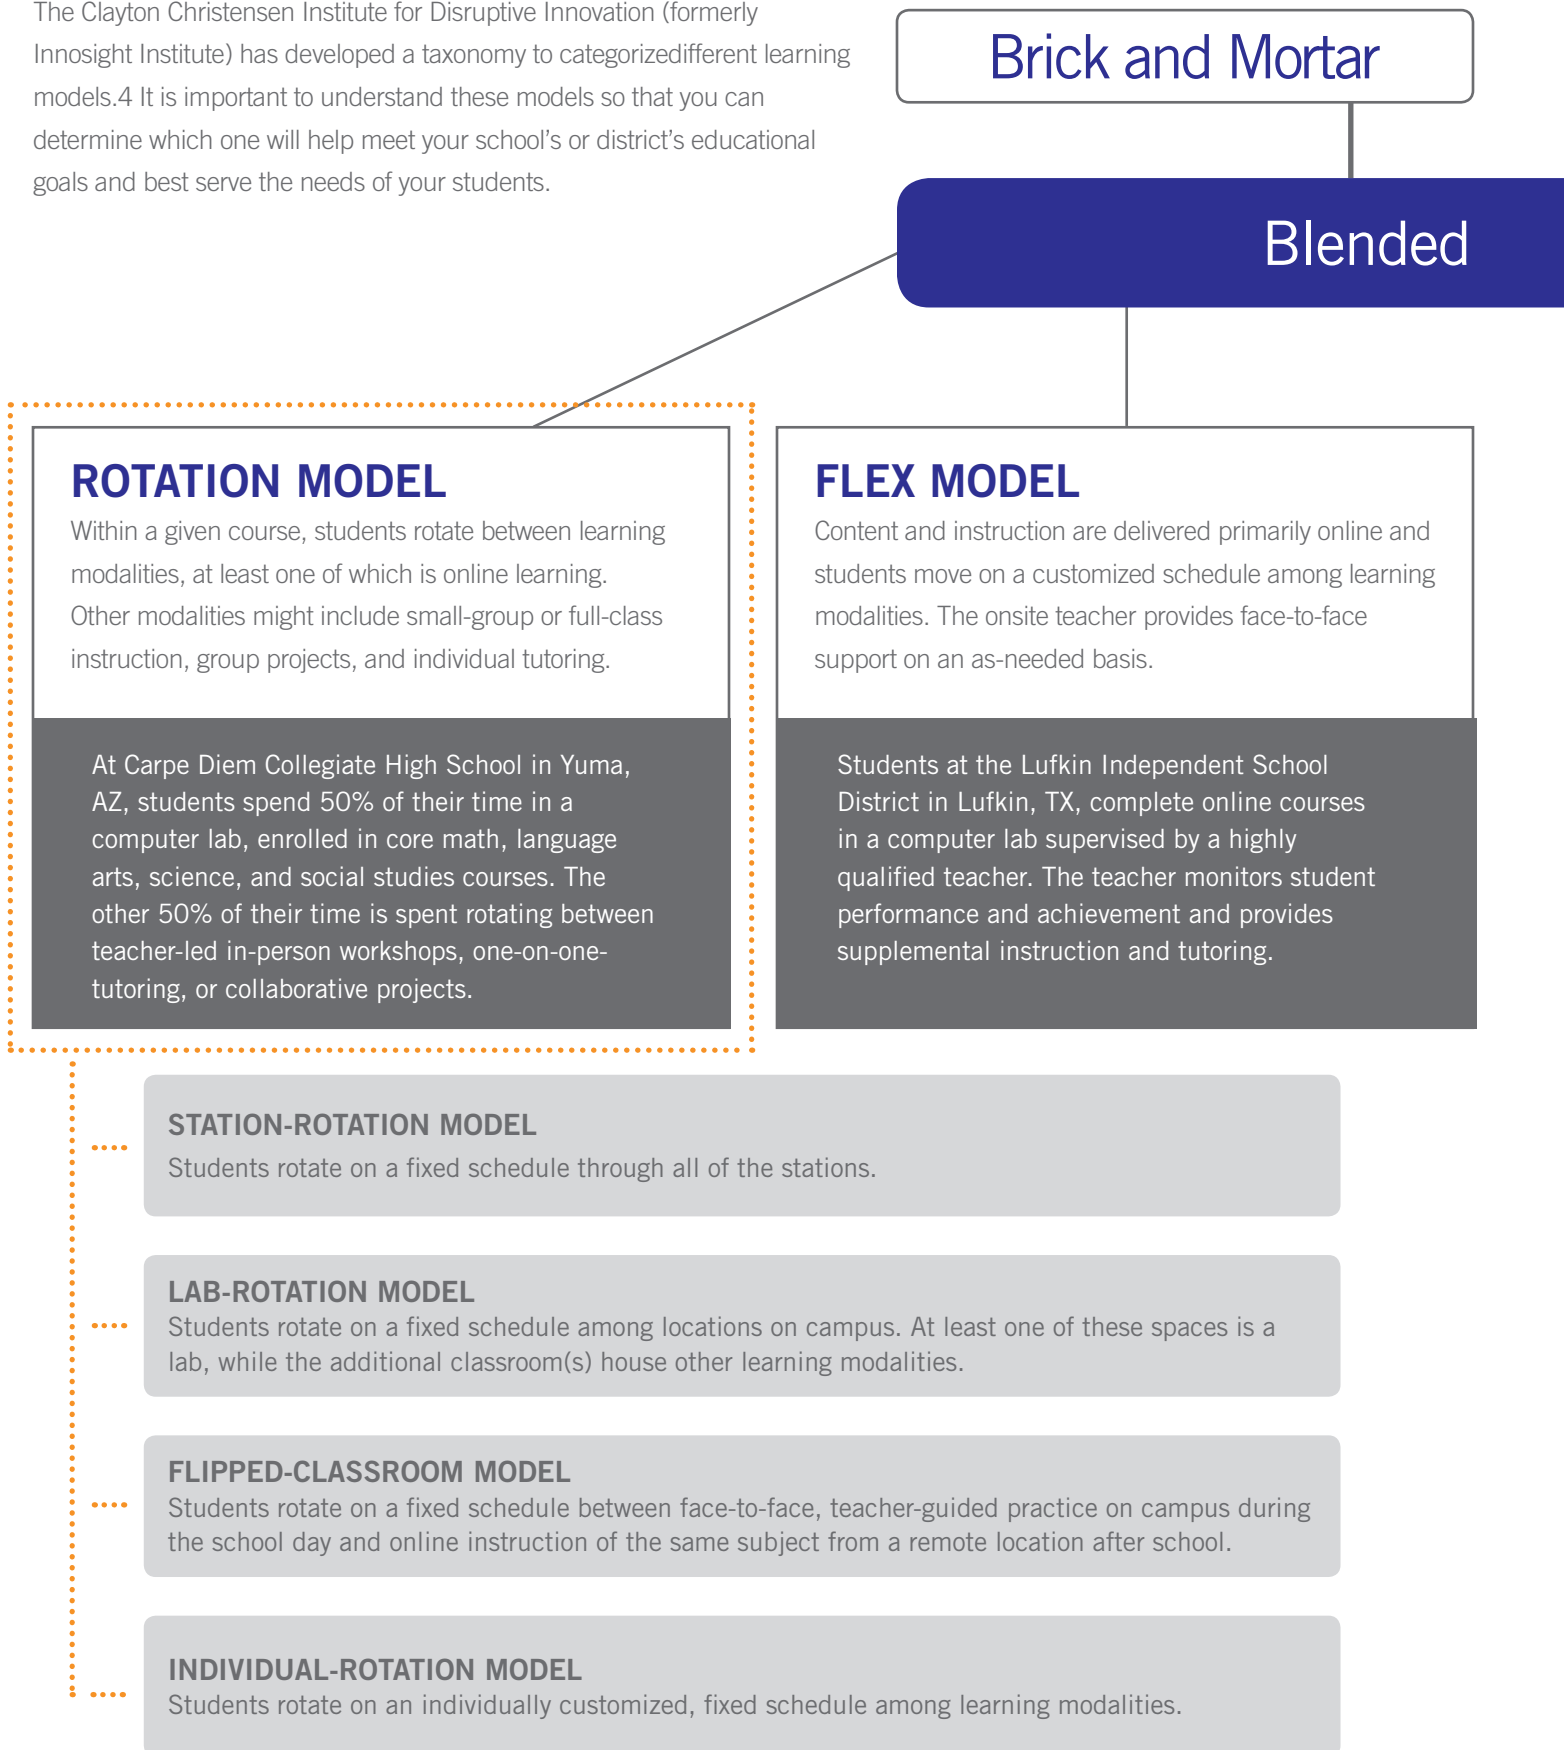 The Clayton Christensen Institute for Disruptive Innovation (formerly
Innosight Institute) has developed a taxonomy to categorizedifferent learning
models.4 It is important to understand these models so that you can
determine which one will help meet your school’s or district’s educational
goals and best serve the needs of your students.
Brick and Mortar
Blended
ROTATION MODEL
Within a given course, students rotate between learning
modalities, at least one of which is online learning.
Other modalities might include small-group or full-class
instruction, group projects, and individual tutoring.
At Carpe Diem Collegiate High School in Yuma,
AZ, students spend 50% of their time in a
computer lab, enrolled in core math, language
arts, science, and social studies courses. The
other 50% of their time is spent rotating between
teacher-led in-person workshops, one-on-one-
tutoring, or collaborative projects.
FLEX MODEL
Content and instruction are delivered primarily online and
students move on a customized schedule among learning
modalities. The onsite teacher provides face-to-face
support on an as-needed basis.
Students at the Lufkin Independent School
District in Lufkin, TX, complete online courses
in a computer lab supervised by a highly
qualified teacher. The teacher monitors student
performance and achievement and provides
supplemental instruction and tutoring.
STATION-ROTATION MODEL
Students rotate on a fixed schedule through all of the stations.
LAB-ROTATION MODEL
Students rotate on a fixed schedule among locations on campus. At least one of these spaces is a
lab, while the additional classroom(s) house other learning modalities.
FLIPPED-CLASSROOM MODEL
Students rotate on a fixed schedule between face-to-face, teacher-guided practice on campus during
the school day and online instruction of the same subject from a remote location after school.
INDIVIDUAL-ROTATION MODEL
Students rotate on an individually customized, fixed schedule among learning modalities.